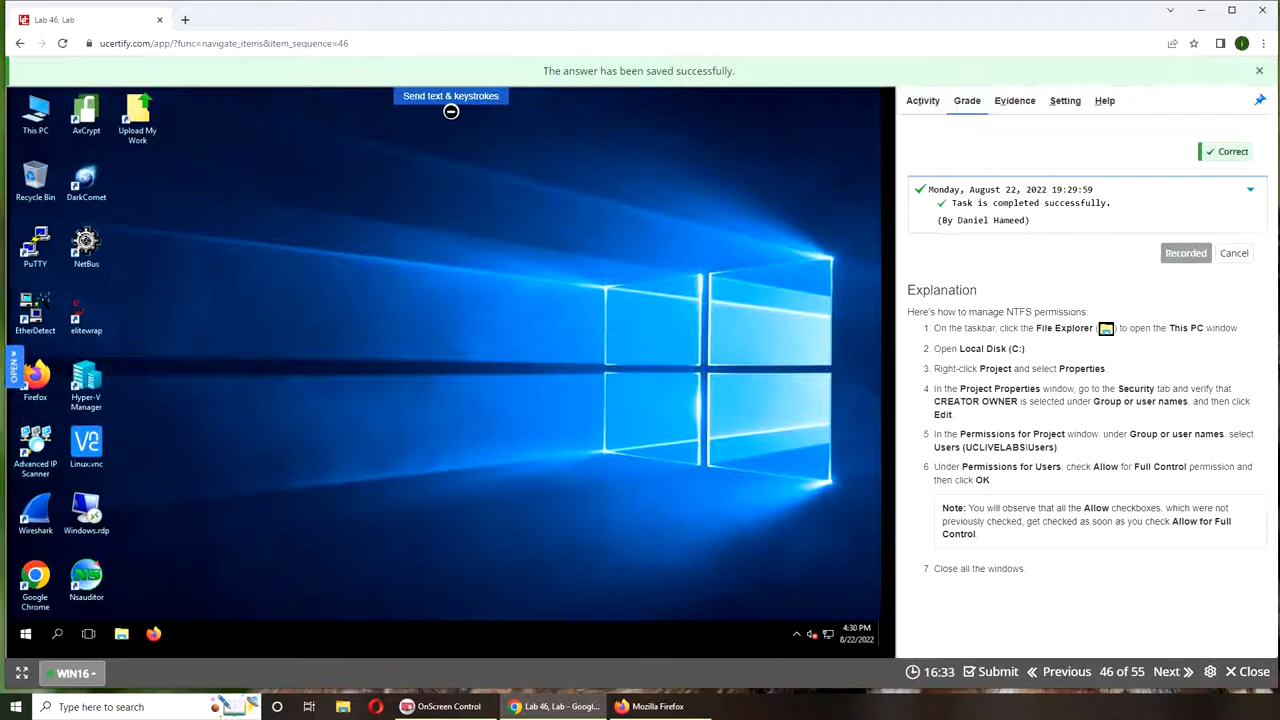 Lab 46, Lab
ucertify.com/app/?func=navigate_items&item_sequence=46
The answer has been saved successfully.
Send text & keystrokes
This PC
AxCrypt
Upload My
Work
Recycle Bin
DarkComet
PuTTY
NetBus
EtherDetect
elitewrap
OPEN
Firefox
Hyper-V
Manager
Advanced IP
Scanner
Linux.vnc
Wireshark
Windows.rdp
Google
Chrome
Nsauditor
4:30 PM
8/22/2022
Activity Grade Evidence Setting Help
Correct
Monday, August 22, 2022 19:29:59
Task is completed successfully.
(By Daniel Hameed)
Recorded Cancel
Explanation
Here's how to manage NTFS permissions:
1. On the taskbar, click the File Explorer ( ) to open the This PC window
2. Open Local Disk (C:).
3. Right-click Project and select Properties.
4 In the Project Properties window, go to the Security tab and verify that
CREATOR OWNER is selected under Group or user names, and then click
Edit.
5 In the Permissions for Project window, under Group or user names, select
Users (UCLIVELABS\Users).
6 Under Permissions for Users, check Allow for Full Control permission and
then click OK
Note: You will observe that all the Allow checkboxes, which were not
previously checked, get checked as soon as you check Allow for Full
Control.
7 Close all the windows.
WIN16
16:33 Submit Previous 46 of 55 Next Close
Type here to search
OnScreen Control
Lab 46, Lab - Googl...
Mozilla Firefox